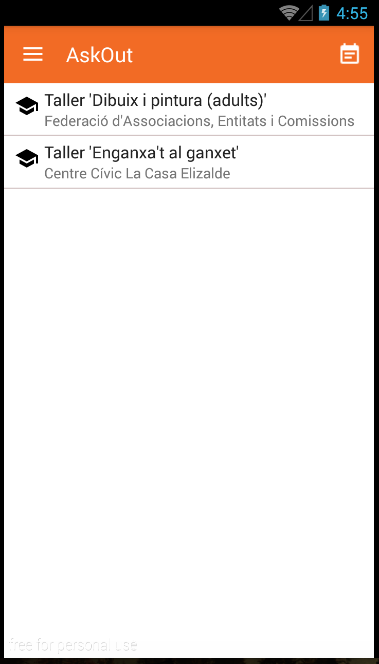 4:55
AskOut
Taller 'Dibuix i pintura (adults)'
Federació d'Associacions, Entitats i Comissions
Taller 'Enganxa't al ganxet'
Centre Cívic La Casa Elizalde
free for personal use